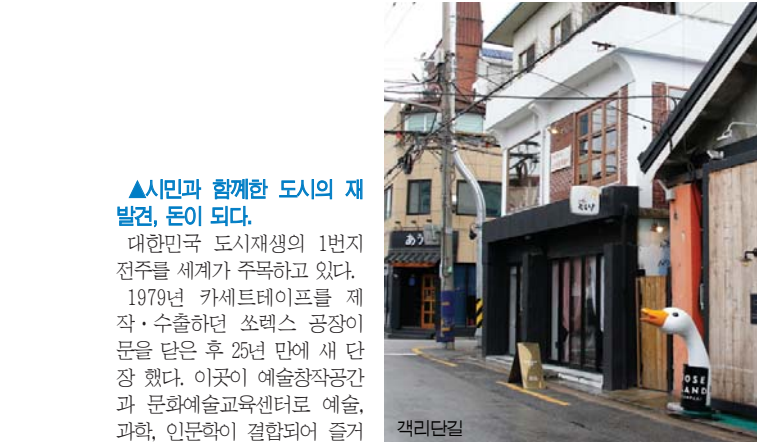 ▲시민과 함께한 도시의 재
발견, 돈이 되다.
대한민국 도시재생의 1번지
전주를 세계가 주목하고 있다.
1979년 카세트테이프를 제
작·수출하던 쏘렉스 공장이
문을 닫은 후 25년 만에 새 단
장 했다. 이곳이 예술창작공간
과 문화예술교육센터로 예술,
과학, 인문학이 결합되어 즐거
あう
OSE
LAND
객리단길